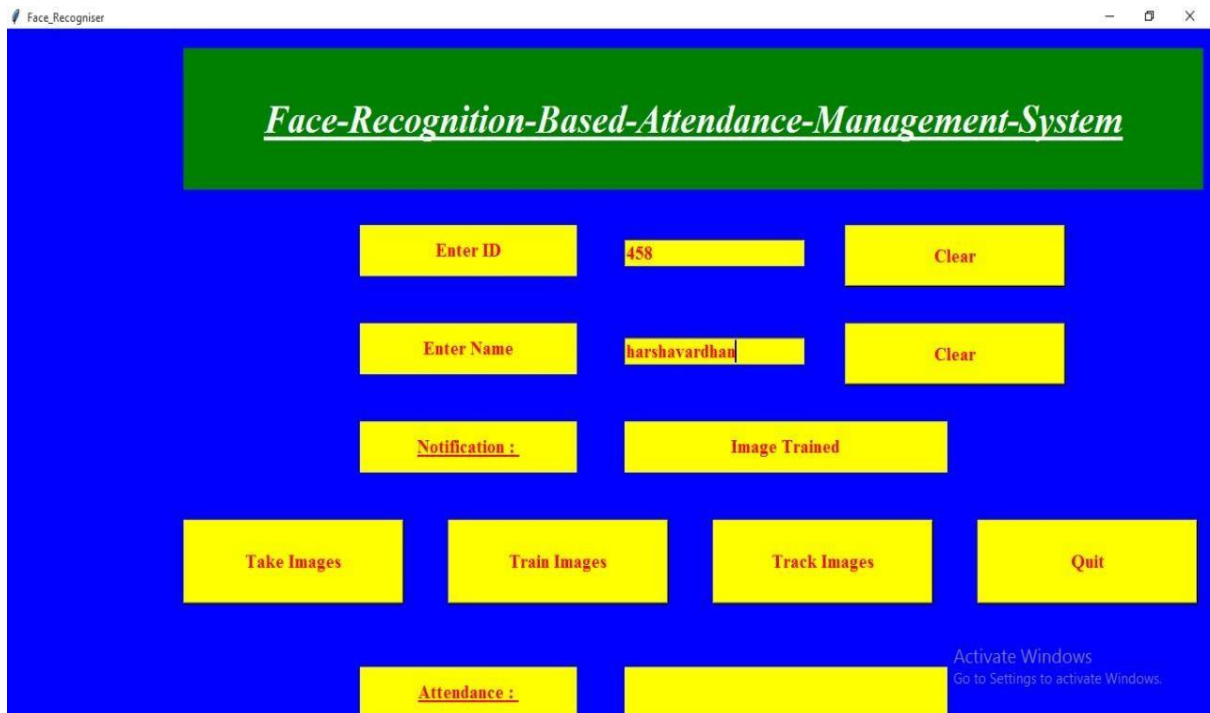 Face_Recogniser
Face-Recognition-Based-Attendance-Management-System
Enter ID
458
Clear
Enter Name
harshavardhan
Clear
Notification :
Image Trained
Take Images
Train Images
Track Images
Quit
Activate Windows
Go to Settings to activate Windows.
Attendance :